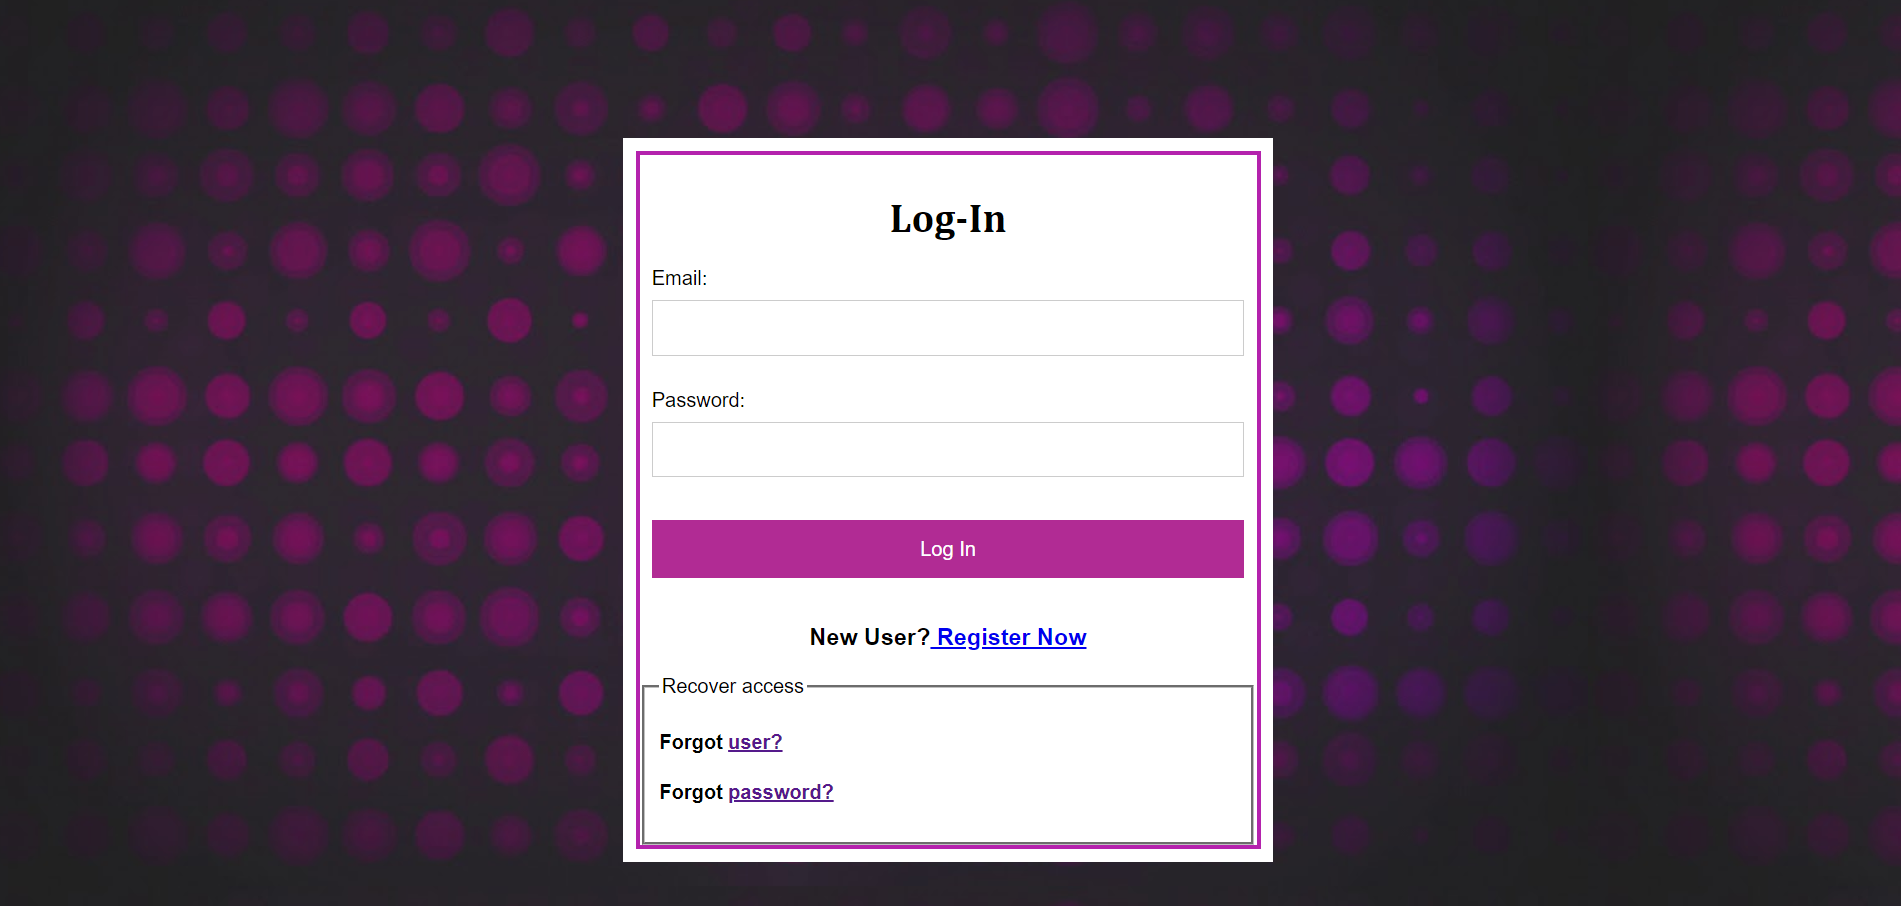 Log-In
Email:
Password:
Log In
New User? Register Now
Recover access
Forgot user?
Forgot password?